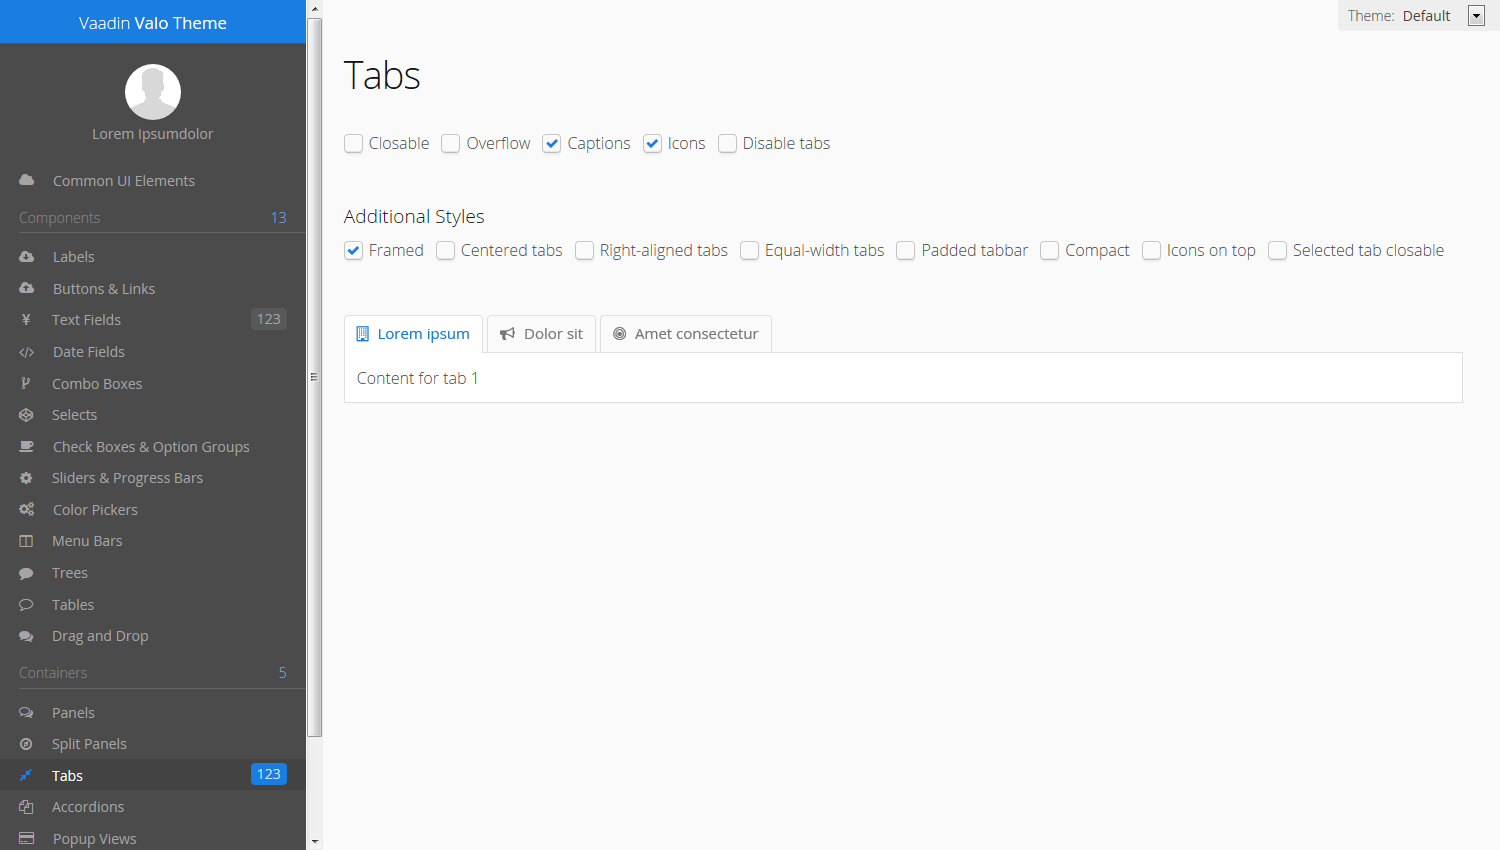 Vaadin Valo Theme
Lorem Ipsumdolor
Common UI Elements
Components 13
Labels
Buttons & Links
Text Fields 123
Date Fields
Combo Boxes
Selects
Check Boxes & Option Groups
Sliders & Progress Bars
Color Pickers
Menu Bars
Trees
Tables
Drag and Drop
Containers 5
Panels
Split Panels
Tabs 123
Accordions
Popup Views
Theme: Default
Tabs
Closable Overflow Captions Icons Disable tabs
Additional Styles
Framed Centered tabs Right-aligned tabs Equal-width tabs Padded tabbar Compact Icons on top Selected tab closable
Lorem ipsum Dolor sit Amet consectetur
Content for tab 1